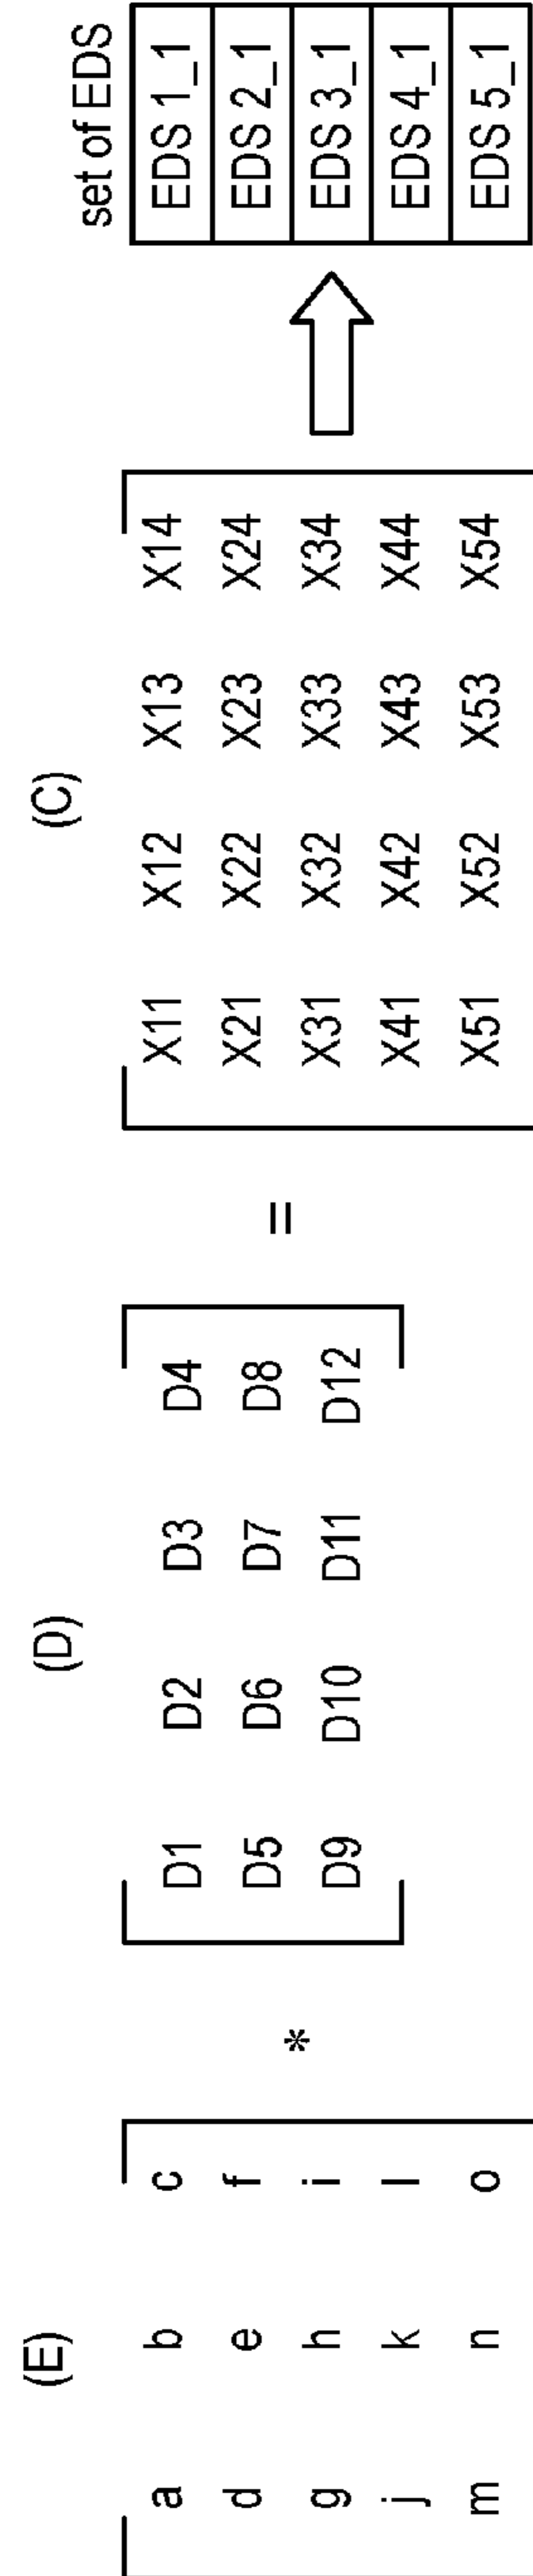 (E) (D) (C) set of EDS
a b c D1 D2 D3 D4 X11 X12 X13 X14 EDS 1_1
d e f D5 D6 D7 D8 X21 X22 X23 X24 EDS 2_1
g h i * D9 D10 D11 D12 = X31 X32 X33 X34 EDS 3_1
j k l X41 X42 X43 X44 EDS 4_1
m n o X51 X52 X53 X54 EDS 5_1